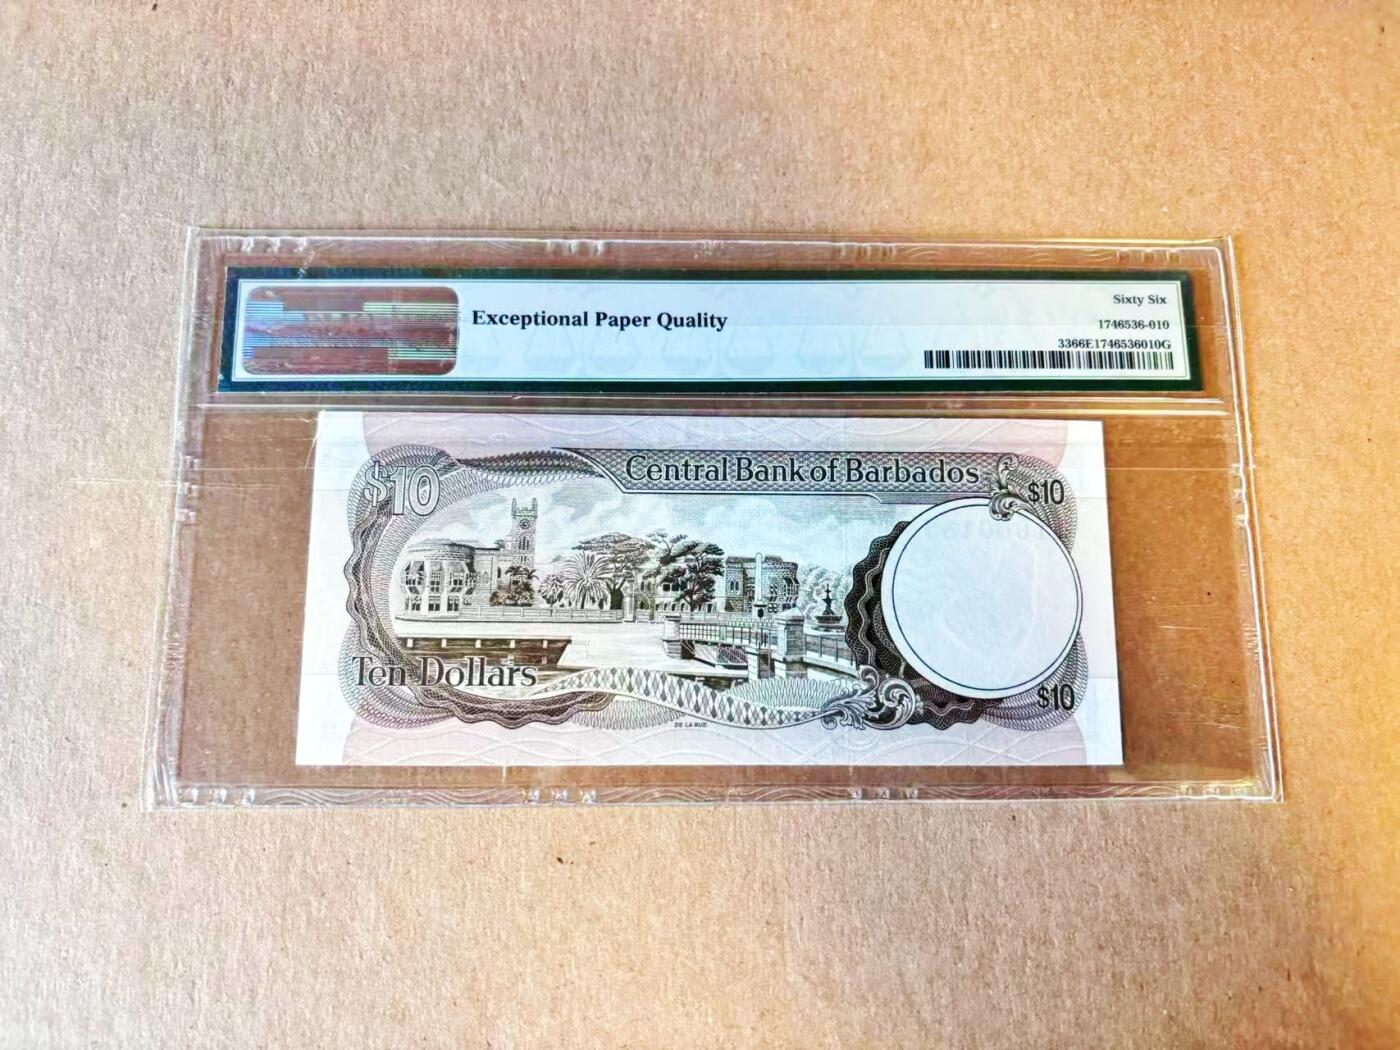 Exceptional Paper Quality
Sixty Six
1746536-010
3366E1746536010G
$10
Central Bank of Barbados
$10
Ten Dollars
$10
DE LA RUE